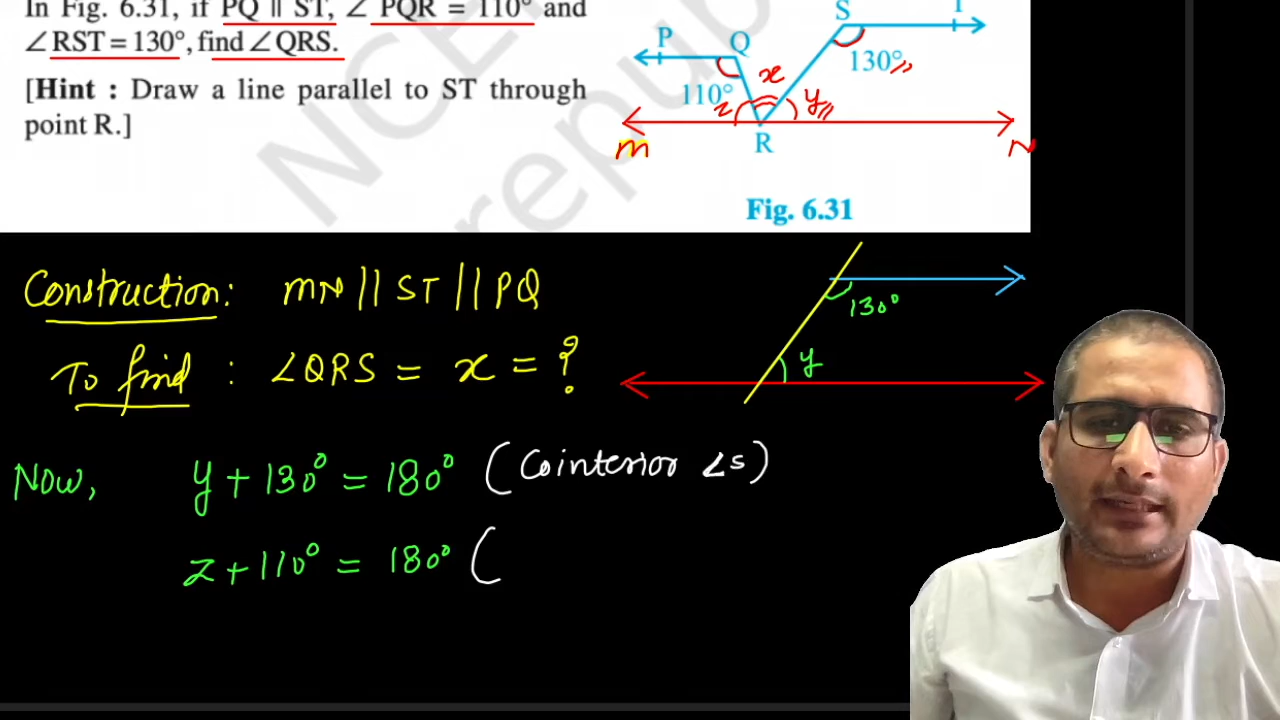 In Fig. 6.31, if PQ || ST, ∠ PQR = 110° and
∠RST = 130°, find ∠QRS.
[Hint : Draw a line parallel to ST through
point R.]
P
Q
S
T
110°
130°
x
z
y
R
M
N
Fig. 6.31
NCERT
republ
Construction: MN || ST || PQ
To find : ∠QRS = x = ?
130°
y
Now, y + 130° = 180° (Cointerior ∠s)
z + 110° = 180° (